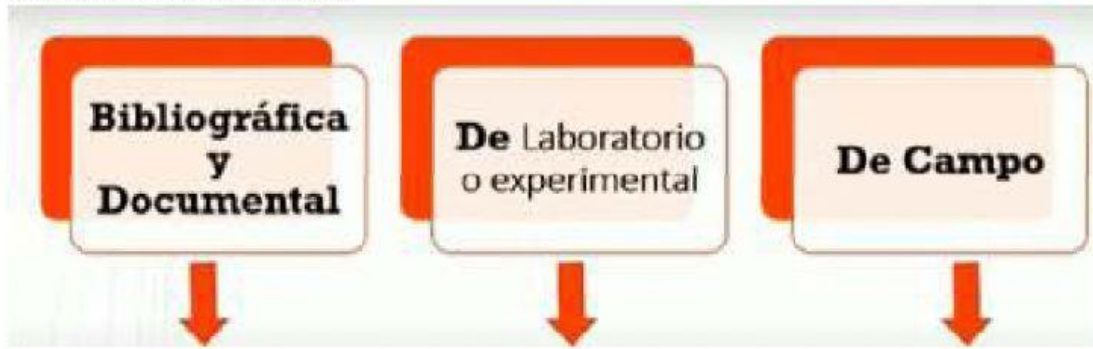 Bibliográfica
y
Documental
De Laboratorio
o experimental
De Campo